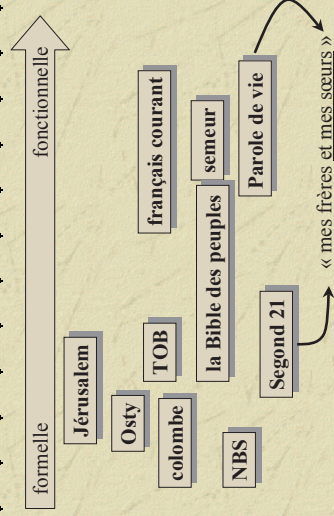 formelle
fonctionnelle
Jérusalem
Osty
TOB
colombe
français courant
NBS
la Bible des peuples
semeur
Segond 21
Parole de vie
« mes frères et mes sœurs »